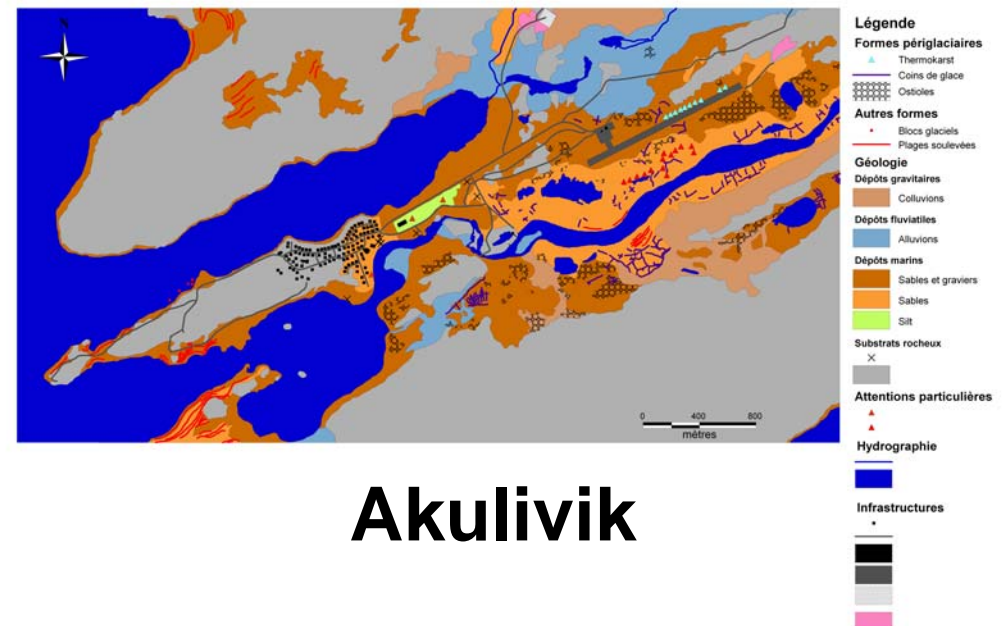 N
0 400 800
mètres
Légende
Formes périglaciaires
Thermokarst
Coins de glace
Ostioles
Autres formes
Blocs glaciels
Plages soulevées
Géologie
Dépôts gravitaires
Colluvions
Dépôts fluviatiles
Alluvions
Dépôts marins
Sables et graviers
Sables
Silt
Substrats rocheux
Attentions particulières
Hydrographie
Infrastructures
Akulivik